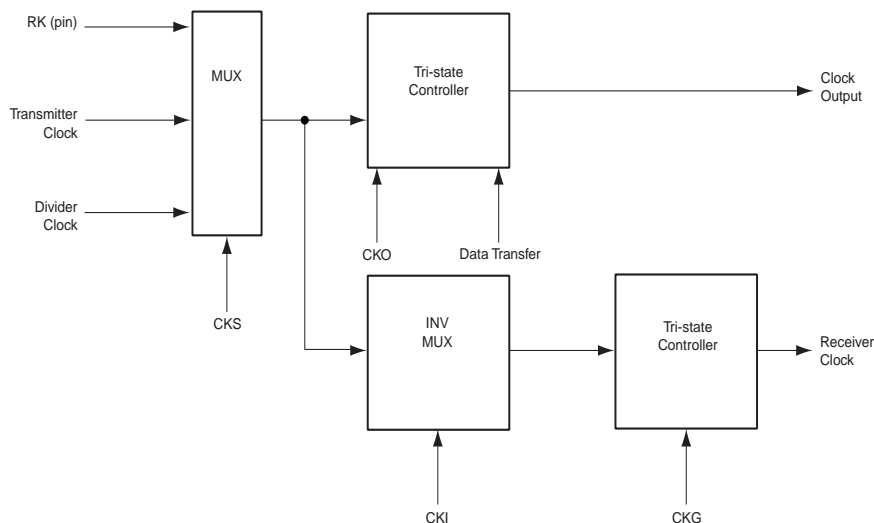 RK (pin)
MUX
Tri-state
Controller
Clock
Output
Transmitter
Clock
Divider
Clock
CKO
Data Transfer
CKS
INV
MUX
Tri-state
Controller
Receiver
Clock
CKI
CKG